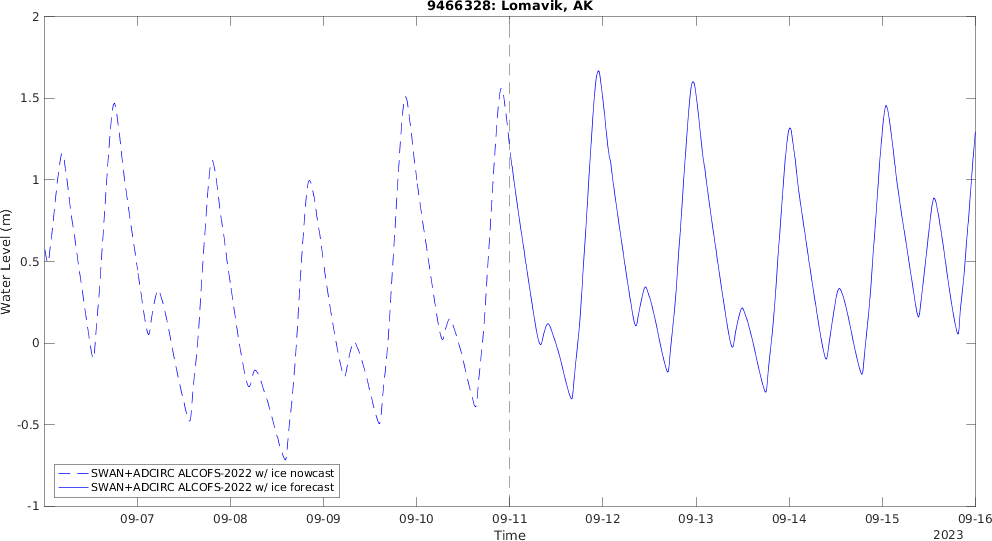 9466328: Lomavik, AK
2
1.5
1
0.5
0
-0.5
-1
Water Level (m)
SWAN+ADCIRC ALCOFS-2022 w/ ice nowcast
SWAN+ADCIRC ALCOFS-2022 w/ ice forecast
09-07 09-08 09-09 09-10 09-11 09-12 09-13 09-14 09-15 09-16
Time
2023